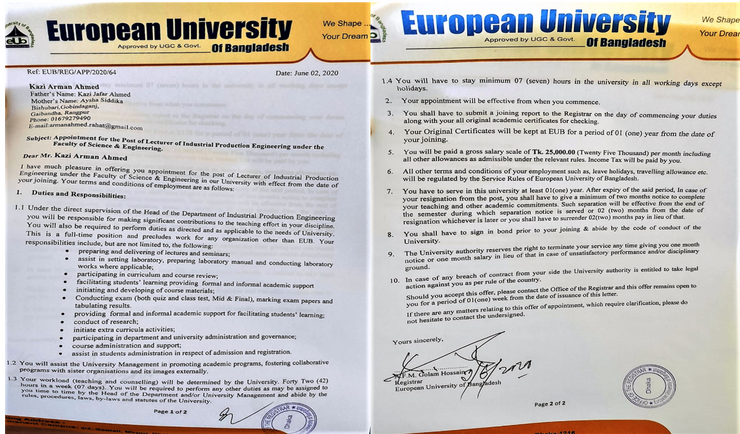 European University
Of Bangladesh
Approved by UGC & Govt.
We Shape
Your Dream
Ref: EUB/REG/APP/2020/64
Date: June 02, 2020
Kazi Arman Ahmed
Father's Name: Kazi Jafar Ahmed
Mother's Name: Aysha Siddika
Bishubari,Gobindaganj,
Gaibandha, Rangpur
Phone: 01679279490
E-mail:armanahmed.rahat@gmail.com
Subject: Appointment for the Post of Lecturer of Industrial Production Engineering under the
Faculty of Science & Engineering.
Dear Mr. Kazi Arman Ahmed
I have much pleasure in offering you appointment for the post of Lecturer of Industrial Production
Engineering under the Faculty of Science & Engineering in our University with effect from the date of
your joining. Your terms and conditions of employment are as follows:
1. Duties and Responsibilities:
1.1 Under the direct supervision of the Head of the Department of Industrial Production Engineering
you will be responsible for making significant contributions to the teaching effort in your discipline.
You will also be required to perform duties as directed and as applicable to the needs of University.
This is a full-time position and precludes work for any organization other than EUB. Your
responsibilities include, but are not limited to, the following:
• preparing and delivering of lectures and seminars;
• assist in setting laboratory, preparing laboratory manual and conducting laboratory
works where applicable;
• participating in curriculum and course review;
• facilitating students' learning providing formal and informal academic support
• initiating and developing of course materials;
• Conducting exam (both quiz and class test, Mid & Final), marking exam papers and
tabulating results.
• providing formal and informal academic support for facilitating students' learning;
• conduct of research;
• initiate extra curricula activities;
• participating in department and university administration and governance;
• course administration and support;
• assist in students administration in respect of admission and registration.
1.2 You will assist the University Management in promoting academic programs, fostering collaborative
programs with sister organisations and its images externally.
1.3 Your workload (teaching and counselling) will be determined by the University. Forty Two (42)
hours in a week (07 days). You will be required to perform any other duties as may be assigned to
you time to time by the Head of the Department and/or University Management and abide by the
rules, procedures, laws, by-laws and statutes of the University.
Page 1 of 2
European University
Approved by UGC & Govt.
Of Bangladesh
We Shape
Your Dream
1.4 You will have to stay minimum 07 (seven) hours in the university in all working days except
holidays.
2. Your appointment will be effective from when you commence.
3. You shall have to submit a joining report to the Registrar on the day of commencing your duties
along with your all original academic certificates for checking.
4. Your Original Certificates will be kept at EUB for a period of 01 (one) year from the date of
your joining.
5. You will be paid a gross salary scale of Tk. 25,000.00 (Twenty Five Thousand) per month including
all other allowances as admissible under the relevant rules. Income Tax will be paid by you.
6. All other terms and conditions of your employment such as, leave holidays, travelling allowance etc.
will be regulated by the Service Rules of European University of Bangladesh.
7. You have to serve in this university at least 01(one) year. After expiry of the said period, In case of
your resignation from the post, you shall have to give a minimum of two months notice to complete
your teaching and other academic commitments. Such separation will be effective from the end of
the semester during which separation notice is served or 02 (two) months from the date of
resignation whichever is later or you shall have to surrender 02(two) months pay in lieu of that.
8. You shall have to sign in bond prior to your joining & abide by the code of conduct of the
University.
9. The University authority reserves the right to terminate your service any time giving you one month
notice or one month salary in lieu of that in case of unsatisfactory performance and/or disciplinary
ground.
10. In case of any breach of contract from your side the University authority is entitled to take legal
action against you as per rule of the country.
Should you accept this offer, please contact the Office of the Registrar and this offer remains open to
you for a period of 01(one) week from the date of issuance of this letter.
If there are any matters relating to this offer of appointment, which require clarification, please do
not hesitate to contact the undersigned.
Yours sincerely,
F.M. Golam Hossain
Registrar
European University of Bangladesh
Page 2 of 2
Dhaka